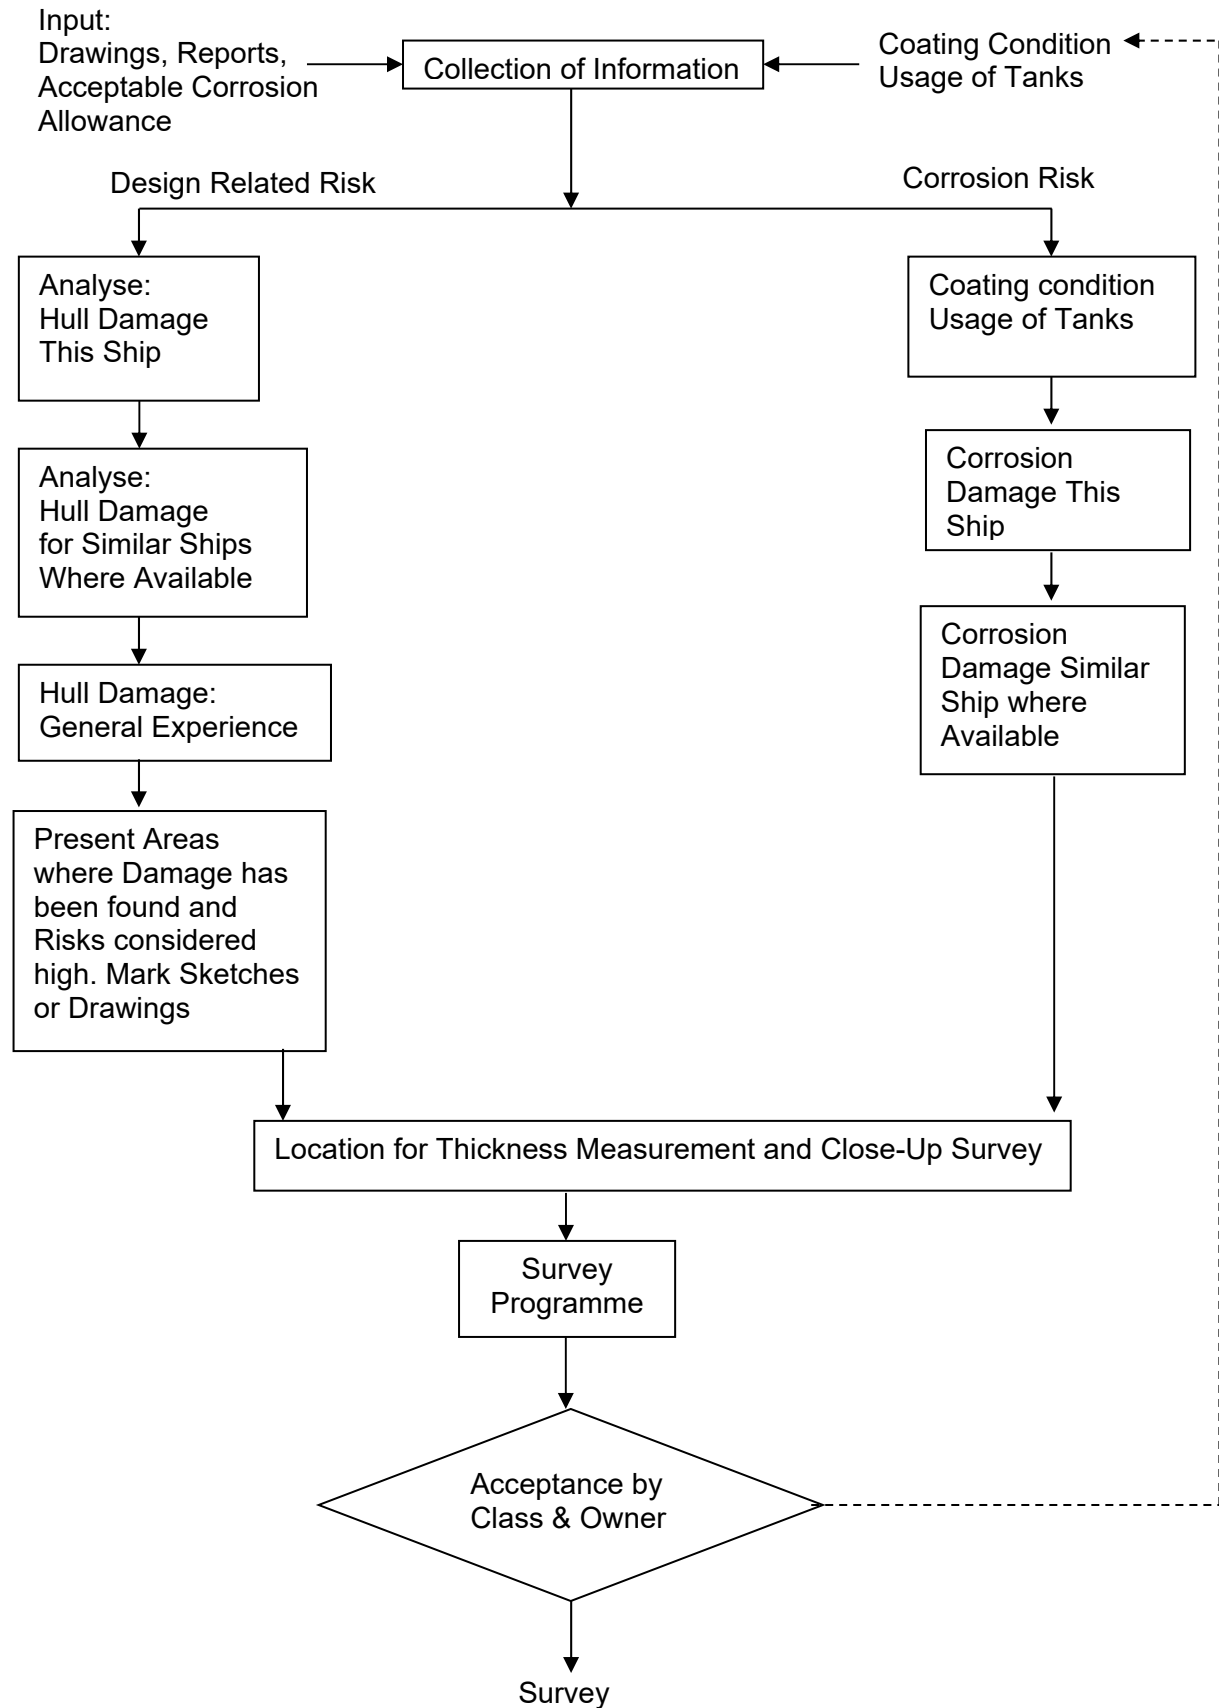 Input:
Drawings, Reports,
Acceptable Corrosion
Allowance
Collection of Information
Coating Condition
Usage of Tanks
Design Related Risk
Corrosion Risk
Analyse:
Hull Damage
This Ship
Analyse:
Hull Damage
for Similar Ships
Where Available
Hull Damage:
General Experience
Present Areas
where Damage has
been found and
Risks considered
high. Mark Sketches
or Drawings
Coating condition
Usage of Tanks
Corrosion
Damage This
Ship
Corrosion
Damage Similar
Ship where
Available
Location for Thickness Measurement and Close-Up Survey
Survey
Programme
Acceptance by
Class & Owner
Survey